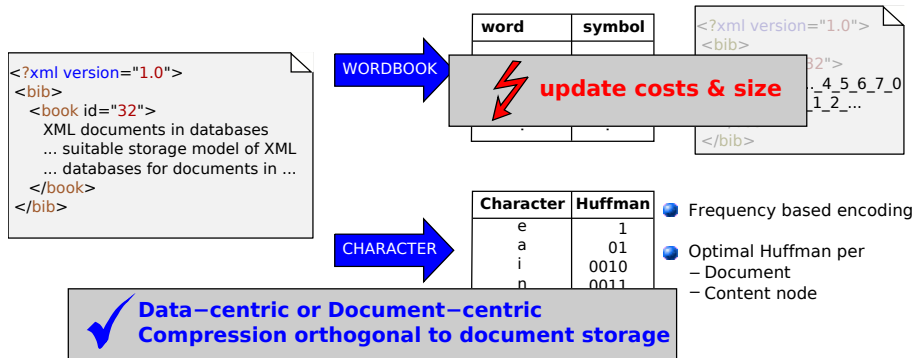 <?xml version="1.0">
<bib>
<book id="32">
XML documents in databases
... suitable storage model of XML
... databases for documents in ...
</book>
</bib>
WORDBOOK
word symbol
update costs & size
<?xml version="1.0">
<bib>
32">
.._4_5_6_7_0
_1_2_...
</bib>
CHARACTER
Character Huffman
e 1
a 01
i 0010
n 0011
Frequency based encoding
Optimal Huffman per
– Document
– Content node
Data−centric or Document−centric
Compression orthogonal to document storage